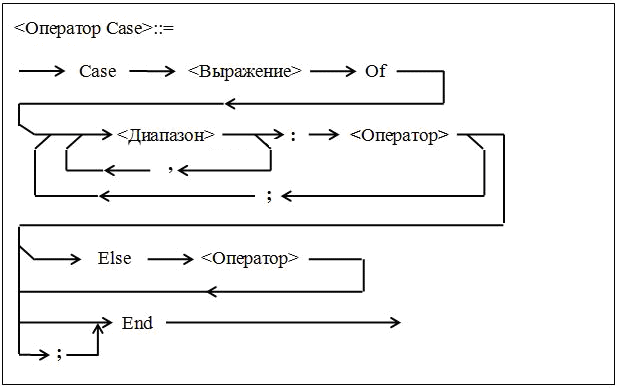 <Оператор Case>::=
Case <Выражение> Of
<Диапазон> : <Оператор>
,
;
Else <Оператор>
End
;